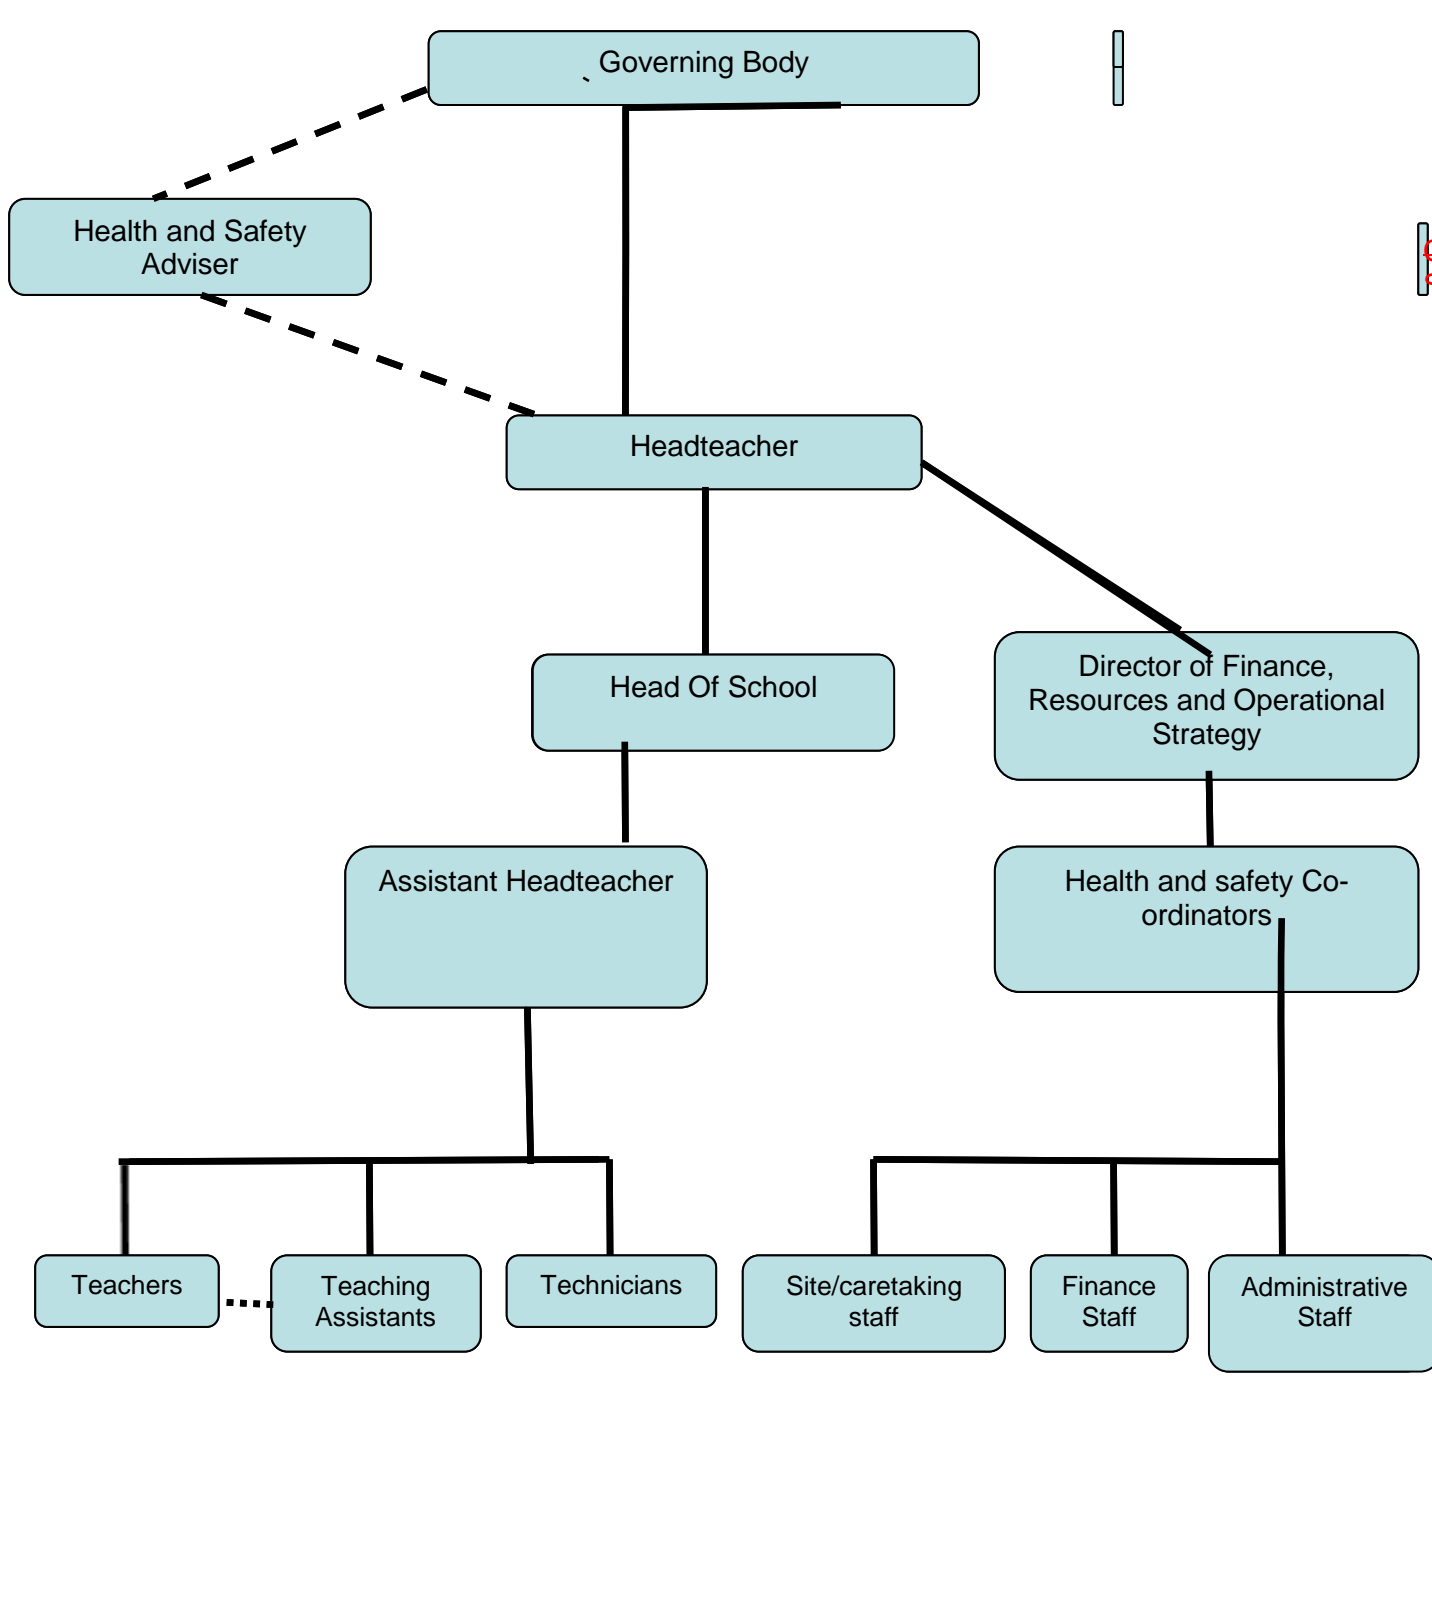 Governing Body
Health and Safety
Adviser
Headteacher
Head Of School
Director of Finance,
Resources and Operational
Strategy
Assistant Headteacher
Health and safety Co-
ordinators
Teachers
Teaching
Assistants
Technicians
Site/caretaking
staff
Finance
Staff
Administrative
Staff